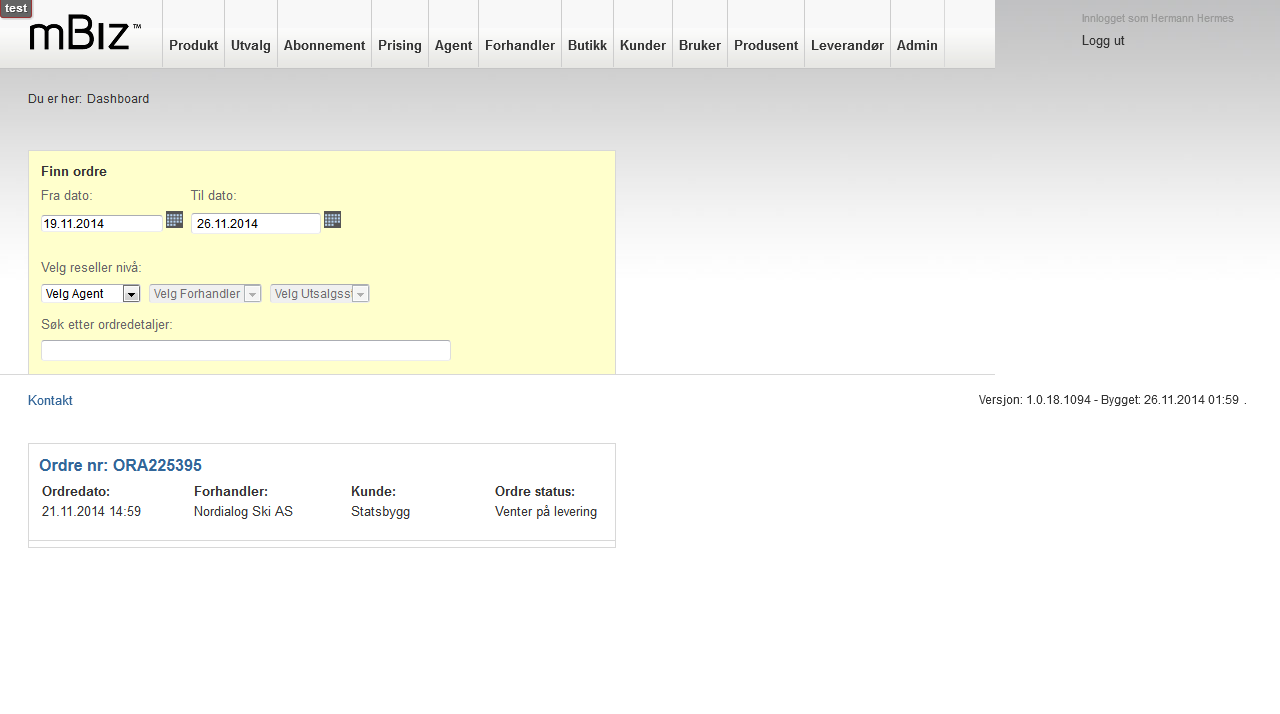 test
mBIZ™
Produkt Utvalg Abonnement Prising Agent Forhandler Butikk Kunder Bruker Produsent Leverandør Admin
Innlogget som Hermann Hermes
Logg ut
Du er her: Dashboard
Finn ordre
Fra dato: Til dato:
19.11.2014 26.11.2014
Velg reseller nivå:
Velg Agent Velg Forhandler Velg Utsalgsst
Søk etter ordredetaljer:
Kontakt Versjon: 1.0.18.1094 - Bygget: 26.11.2014 01:59 .
Ordre nr: ORA225395
Ordredato: Forhandler: Kunde: Ordre status:
21.11.2014 14:59 Nordialog Ski AS Statsbygg Venter på levering